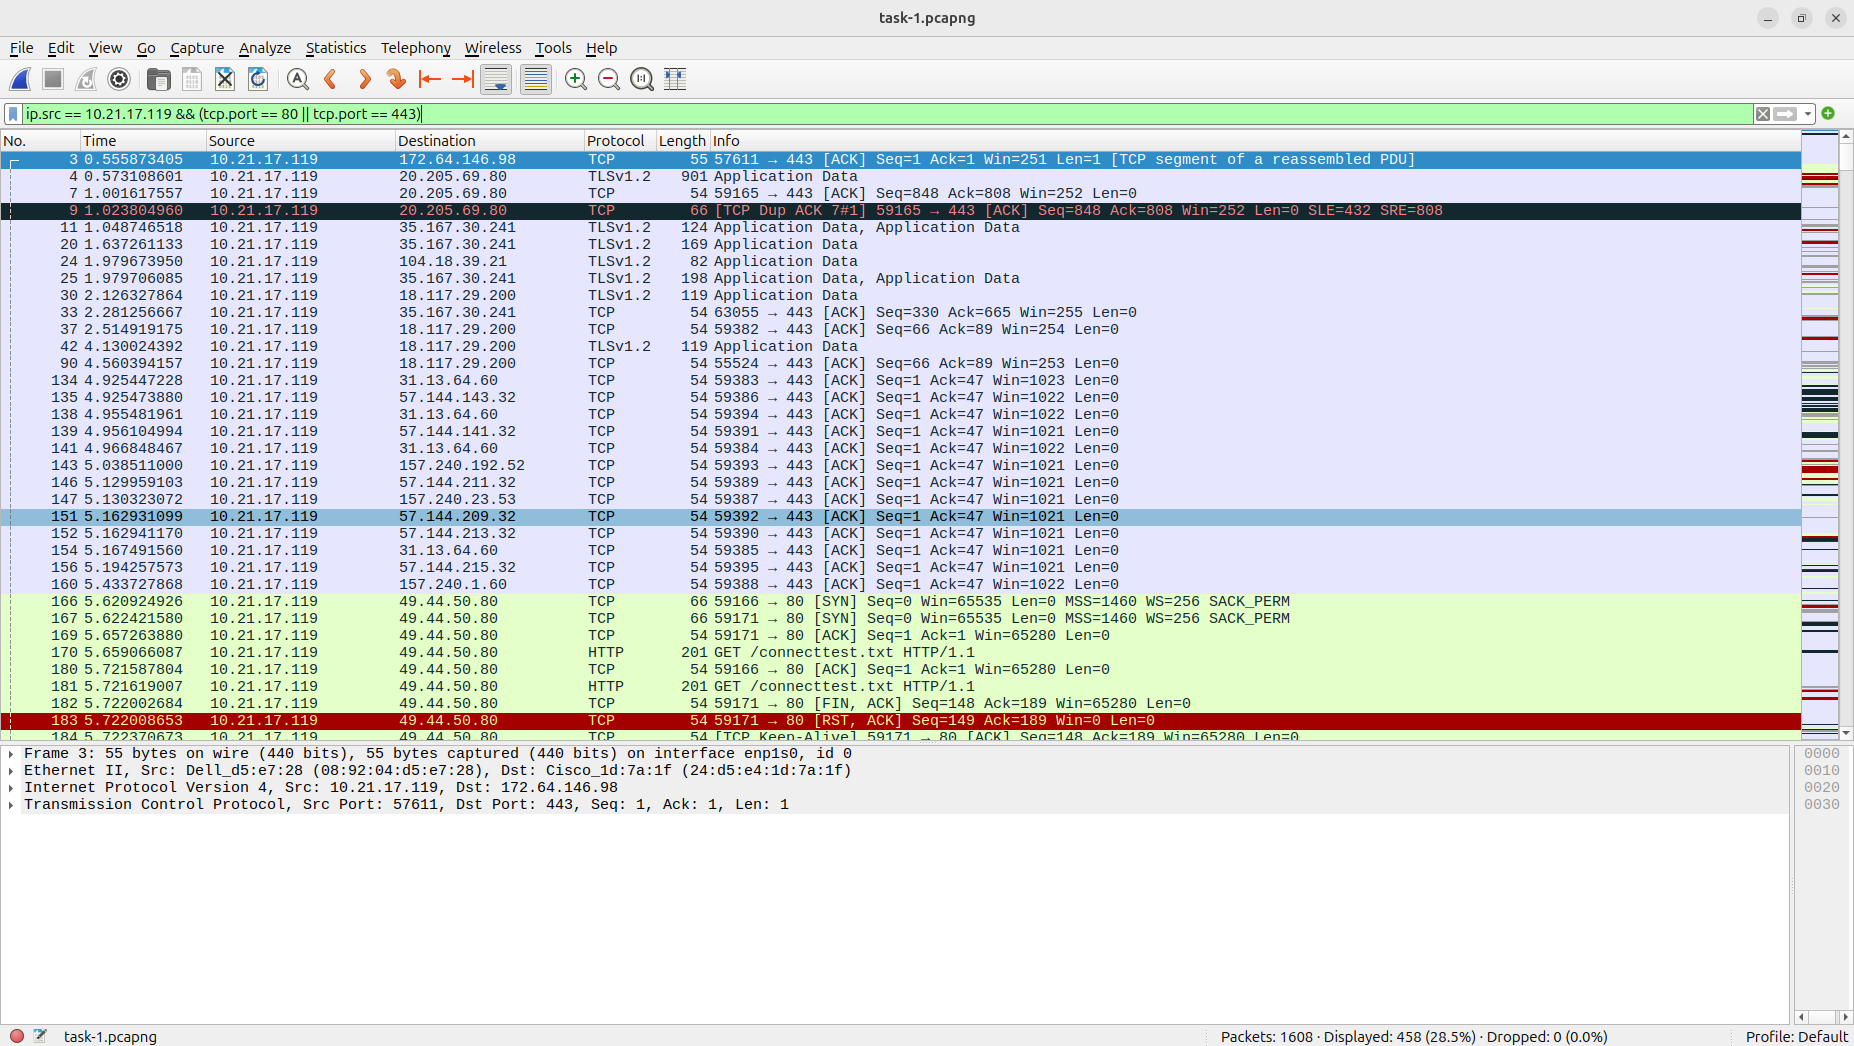 task-1.pcapng
File Edit View Go Capture Analyze Statistics Telephony Wireless Tools Help
ip.src == 10.21.17.119 && (tcp.port == 80 || tcp.port == 443)
No. Time Source Destination Protocol Length Info
3 0.555873405 10.21.17.119 172.64.146.98 TCP 55 57611 → 443 [ACK] Seq=1 Ack=1 Win=251 Len=1 [TCP segment of a reassembled PDU]
4 0.573108601 10.21.17.119 20.205.69.80 TLSv1.2 901 Application Data
7 1.001617557 10.21.17.119 20.205.69.80 TCP 54 59165 → 443 [ACK] Seq=848 Ack=808 Win=252 Len=0
9 1.023804960 10.21.17.119 20.205.69.80 TCP 66 [TCP Dup ACK 7#1] 59165 → 443 [ACK] Seq=848 Ack=808 Win=252 Len=0 SLE=432 SRE=808
11 1.048746518 10.21.17.119 35.167.30.241 TLSv1.2 124 Application Data, Application Data
20 1.637261133 10.21.17.119 35.167.30.241 TLSv1.2 169 Application Data
24 1.979673950 10.21.17.119 104.18.39.21 TLSv1.2 82 Application Data
25 1.979706085 10.21.17.119 35.167.30.241 TLSv1.2 198 Application Data, Application Data
30 2.126327864 10.21.17.119 18.117.29.200 TLSv1.2 119 Application Data
33 2.281256667 10.21.17.119 35.167.30.241 TCP 54 63055 → 443 [ACK] Seq=330 Ack=665 Win=255 Len=0
37 2.514919175 10.21.17.119 18.117.29.200 TCP 54 59382 → 443 [ACK] Seq=66 Ack=89 Win=254 Len=0
42 4.130024392 10.21.17.119 18.117.29.200 TLSv1.2 119 Application Data
90 4.560394157 10.21.17.119 18.117.29.200 TCP 54 55524 → 443 [ACK] Seq=66 Ack=89 Win=253 Len=0
134 4.925447228 10.21.17.119 31.13.64.60 TCP 54 59383 → 443 [ACK] Seq=1 Ack=47 Win=1023 Len=0
135 4.925473880 10.21.17.119 57.144.143.32 TCP 54 59386 → 443 [ACK] Seq=1 Ack=47 Win=1022 Len=0
138 4.955481961 10.21.17.119 31.13.64.60 TCP 54 59394 → 443 [ACK] Seq=1 Ack=47 Win=1022 Len=0
139 4.956104994 10.21.17.119 57.144.141.32 TCP 54 59391 → 443 [ACK] Seq=1 Ack=47 Win=1021 Len=0
141 4.966848467 10.21.17.119 31.13.64.60 TCP 54 59384 → 443 [ACK] Seq=1 Ack=47 Win=1022 Len=0
143 5.038511000 10.21.17.119 157.240.192.52 TCP 54 59393 → 443 [ACK] Seq=1 Ack=47 Win=1021 Len=0
146 5.129959103 10.21.17.119 57.144.211.32 TCP 54 59389 → 443 [ACK] Seq=1 Ack=47 Win=1021 Len=0
147 5.130323072 10.21.17.119 157.240.23.53 TCP 54 59387 → 443 [ACK] Seq=1 Ack=47 Win=1021 Len=0
151 5.162931099 10.21.17.119 57.144.209.32 TCP 54 59392 → 443 [ACK] Seq=1 Ack=47 Win=1021 Len=0
152 5.162941170 10.21.17.119 57.144.213.32 TCP 54 59390 → 443 [ACK] Seq=1 Ack=47 Win=1021 Len=0
154 5.167491560 10.21.17.119 31.13.64.60 TCP 54 59385 → 443 [ACK] Seq=1 Ack=47 Win=1021 Len=0
156 5.194257573 10.21.17.119 57.144.215.32 TCP 54 59395 → 443 [ACK] Seq=1 Ack=47 Win=1021 Len=0
160 5.433727868 10.21.17.119 157.240.1.60 TCP 54 59388 → 443 [ACK] Seq=1 Ack=47 Win=1022 Len=0
166 5.620924926 10.21.17.119 49.44.50.80 TCP 66 59166 → 80 [SYN] Seq=0 Win=65535 Len=0 MSS=1460 WS=256 SACK_PERM
167 5.622421580 10.21.17.119 49.44.50.80 TCP 66 59171 → 80 [SYN] Seq=0 Win=65535 Len=0 MSS=1460 WS=256 SACK_PERM
169 5.657263880 10.21.17.119 49.44.50.80 TCP 54 59171 → 80 [ACK] Seq=1 Ack=1 Win=65280 Len=0
170 5.659066087 10.21.17.119 49.44.50.80 HTTP 201 GET /connecttest.txt HTTP/1.1
180 5.721587804 10.21.17.119 49.44.50.80 TCP 54 59166 → 80 [ACK] Seq=1 Ack=1 Win=65280 Len=0
181 5.721619007 10.21.17.119 49.44.50.80 HTTP 201 GET /connecttest.txt HTTP/1.1
182 5.722002684 10.21.17.119 49.44.50.80 TCP 54 59171 → 80 [FIN, ACK] Seq=148 Ack=189 Win=65280 Len=0
183 5.722008653 10.21.17.119 49.44.50.80 TCP 54 59171 → 80 [RST, ACK] Seq=149 Ack=189 Win=0 Len=0
184 5.722370673 10.21.17.119 49.44.50.80 TCP 54 [TCP Keep-Alive] 59171 → 80 [ACK] Seq=148 Ack=189 Win=65280 Len=0
Frame 3: 55 bytes on wire (440 bits), 55 bytes captured (440 bits) on interface enp1s0, id 0
Ethernet II, Src: Dell_d5:e7:28 (08:92:04:d5:e7:28), Dst: Cisco_1d:7a:1f (24:d5:e4:1d:7a:1f)
Internet Protocol Version 4, Src: 10.21.17.119, Dst: 172.64.146.98
Transmission Control Protocol, Src Port: 57611, Dst Port: 443, Seq: 1, Ack: 1, Len: 1
0000
0010
0020
0030
task-1.pcapng
Packets: 1608 · Displayed: 458 (28.5%) · Dropped: 0 (0.0%)
Profile: Default